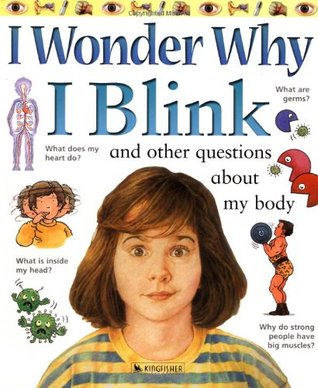 I Wonder Why
I Blink
and other questions
about
my body
What are
germs?
What does my
heart do?
What is inside
my head?
Why do strong
people have
big muscles?
KINGFISHER